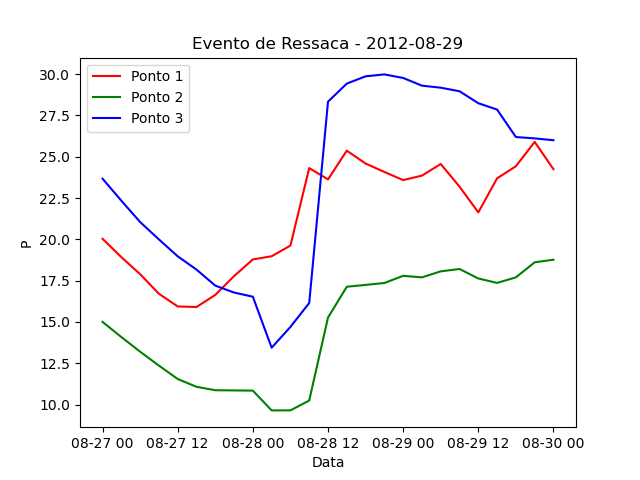 Evento de Ressaca - 2012-08-29
Ponto 1
Ponto 2
Ponto 3
30.0
27.5
25.0
22.5
20.0
17.5
15.0
12.5
10.0
P
08-27 00 08-27 12 08-28 00 08-28 12 08-29 00 08-29 12 08-30 00
Data